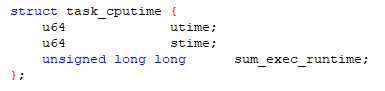 struct task_cputime {
    u64                utime;
    u64                stime;
    unsigned long long      sum_exec_runtime;
};